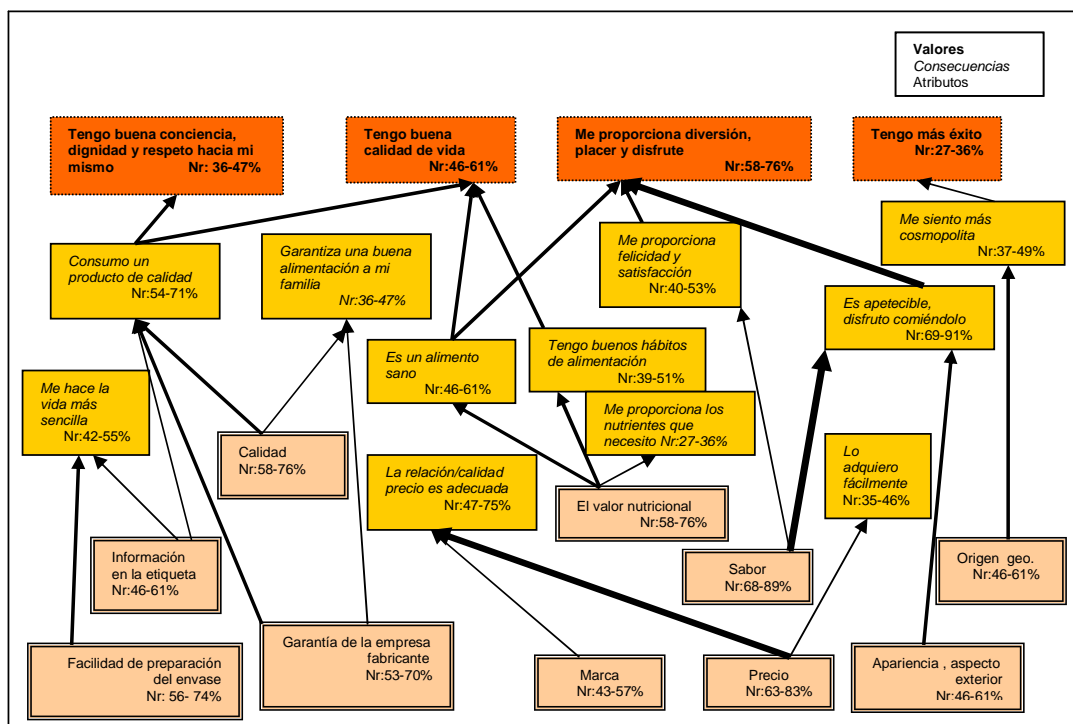 Valores
Consecuencias
Atributos
Tengo buena conciencia,
dignidad y respeto hacia mi
mismo Nr: 36-47%
Tengo buena
calidad de vida
Nr:46-61%
Me proporciona diversión,
placer y disfrute
Nr:58-76%
Tengo más éxito
Nr:27-36%
Me siento más
cosmopolita
Nr:37-49%
Consumo un
producto de calidad
Nr:54-71%
Garantiza una buena
alimentación a mi
familia
Nr:36-47%
Me proporciona
felicidad y
satisfacción
Nr:40-53%
Es apetecible,
disfruto comiéndolo
Nr:69-91%
Es un alimento
sano
Nr:46-61%
Tengo buenos hábitos
de alimentación
Nr:39-51%
Me hace la
vida más
sencilla
Nr:42-55%
Me proporciona los
nutrientes que
necesito Nr:27-36%
Calidad
Nr:58-76%
La relación/calidad
precio es adecuada
Nr:47-75%
Lo
adquiero
fácilmente
Nr:35-46%
El valor nutricional
Nr:58-76%
Información
en la etiqueta
Nr:46-61%
Sabor
Nr:68-89%
Origen geo.
Nr:46-61%
Facilidad de preparación
del envase
Nr: 56- 74%
Garantía de la empresa
fabricante
Nr:53-70%
Marca
Nr:43-57%
Precio
Nr:63-83%
Apariencia , aspecto
exterior
Nr:46-61%